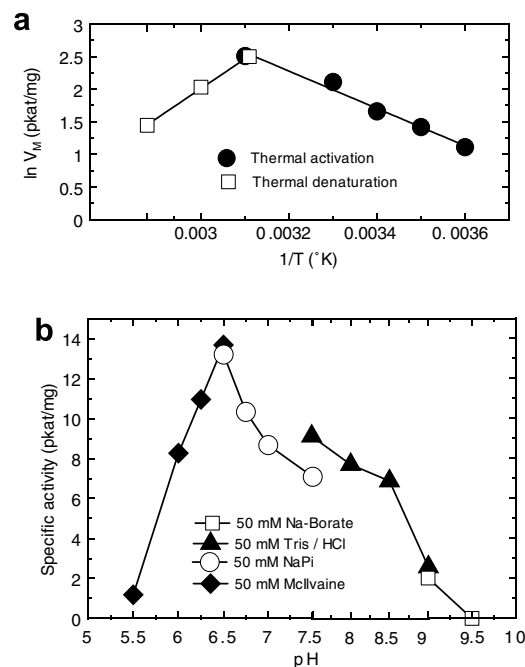 a
3
2.5
2
1.5
1
0.5
0
ln V_M (pkat/mg)
Thermal activation
Thermal denaturation
0.003 0.0032 0.0034 0.0036
1/T (˚K)
b
14
12
10
8
6
4
2
0
Specific activity (pkat/mg)
50 mM Na-Borate
50 mM Tris / HCl
50 mM NaPi
50 mM McIlvaine
5 5.5 6 6.5 7 7.5 8 8.5 9 9.5 10
pH